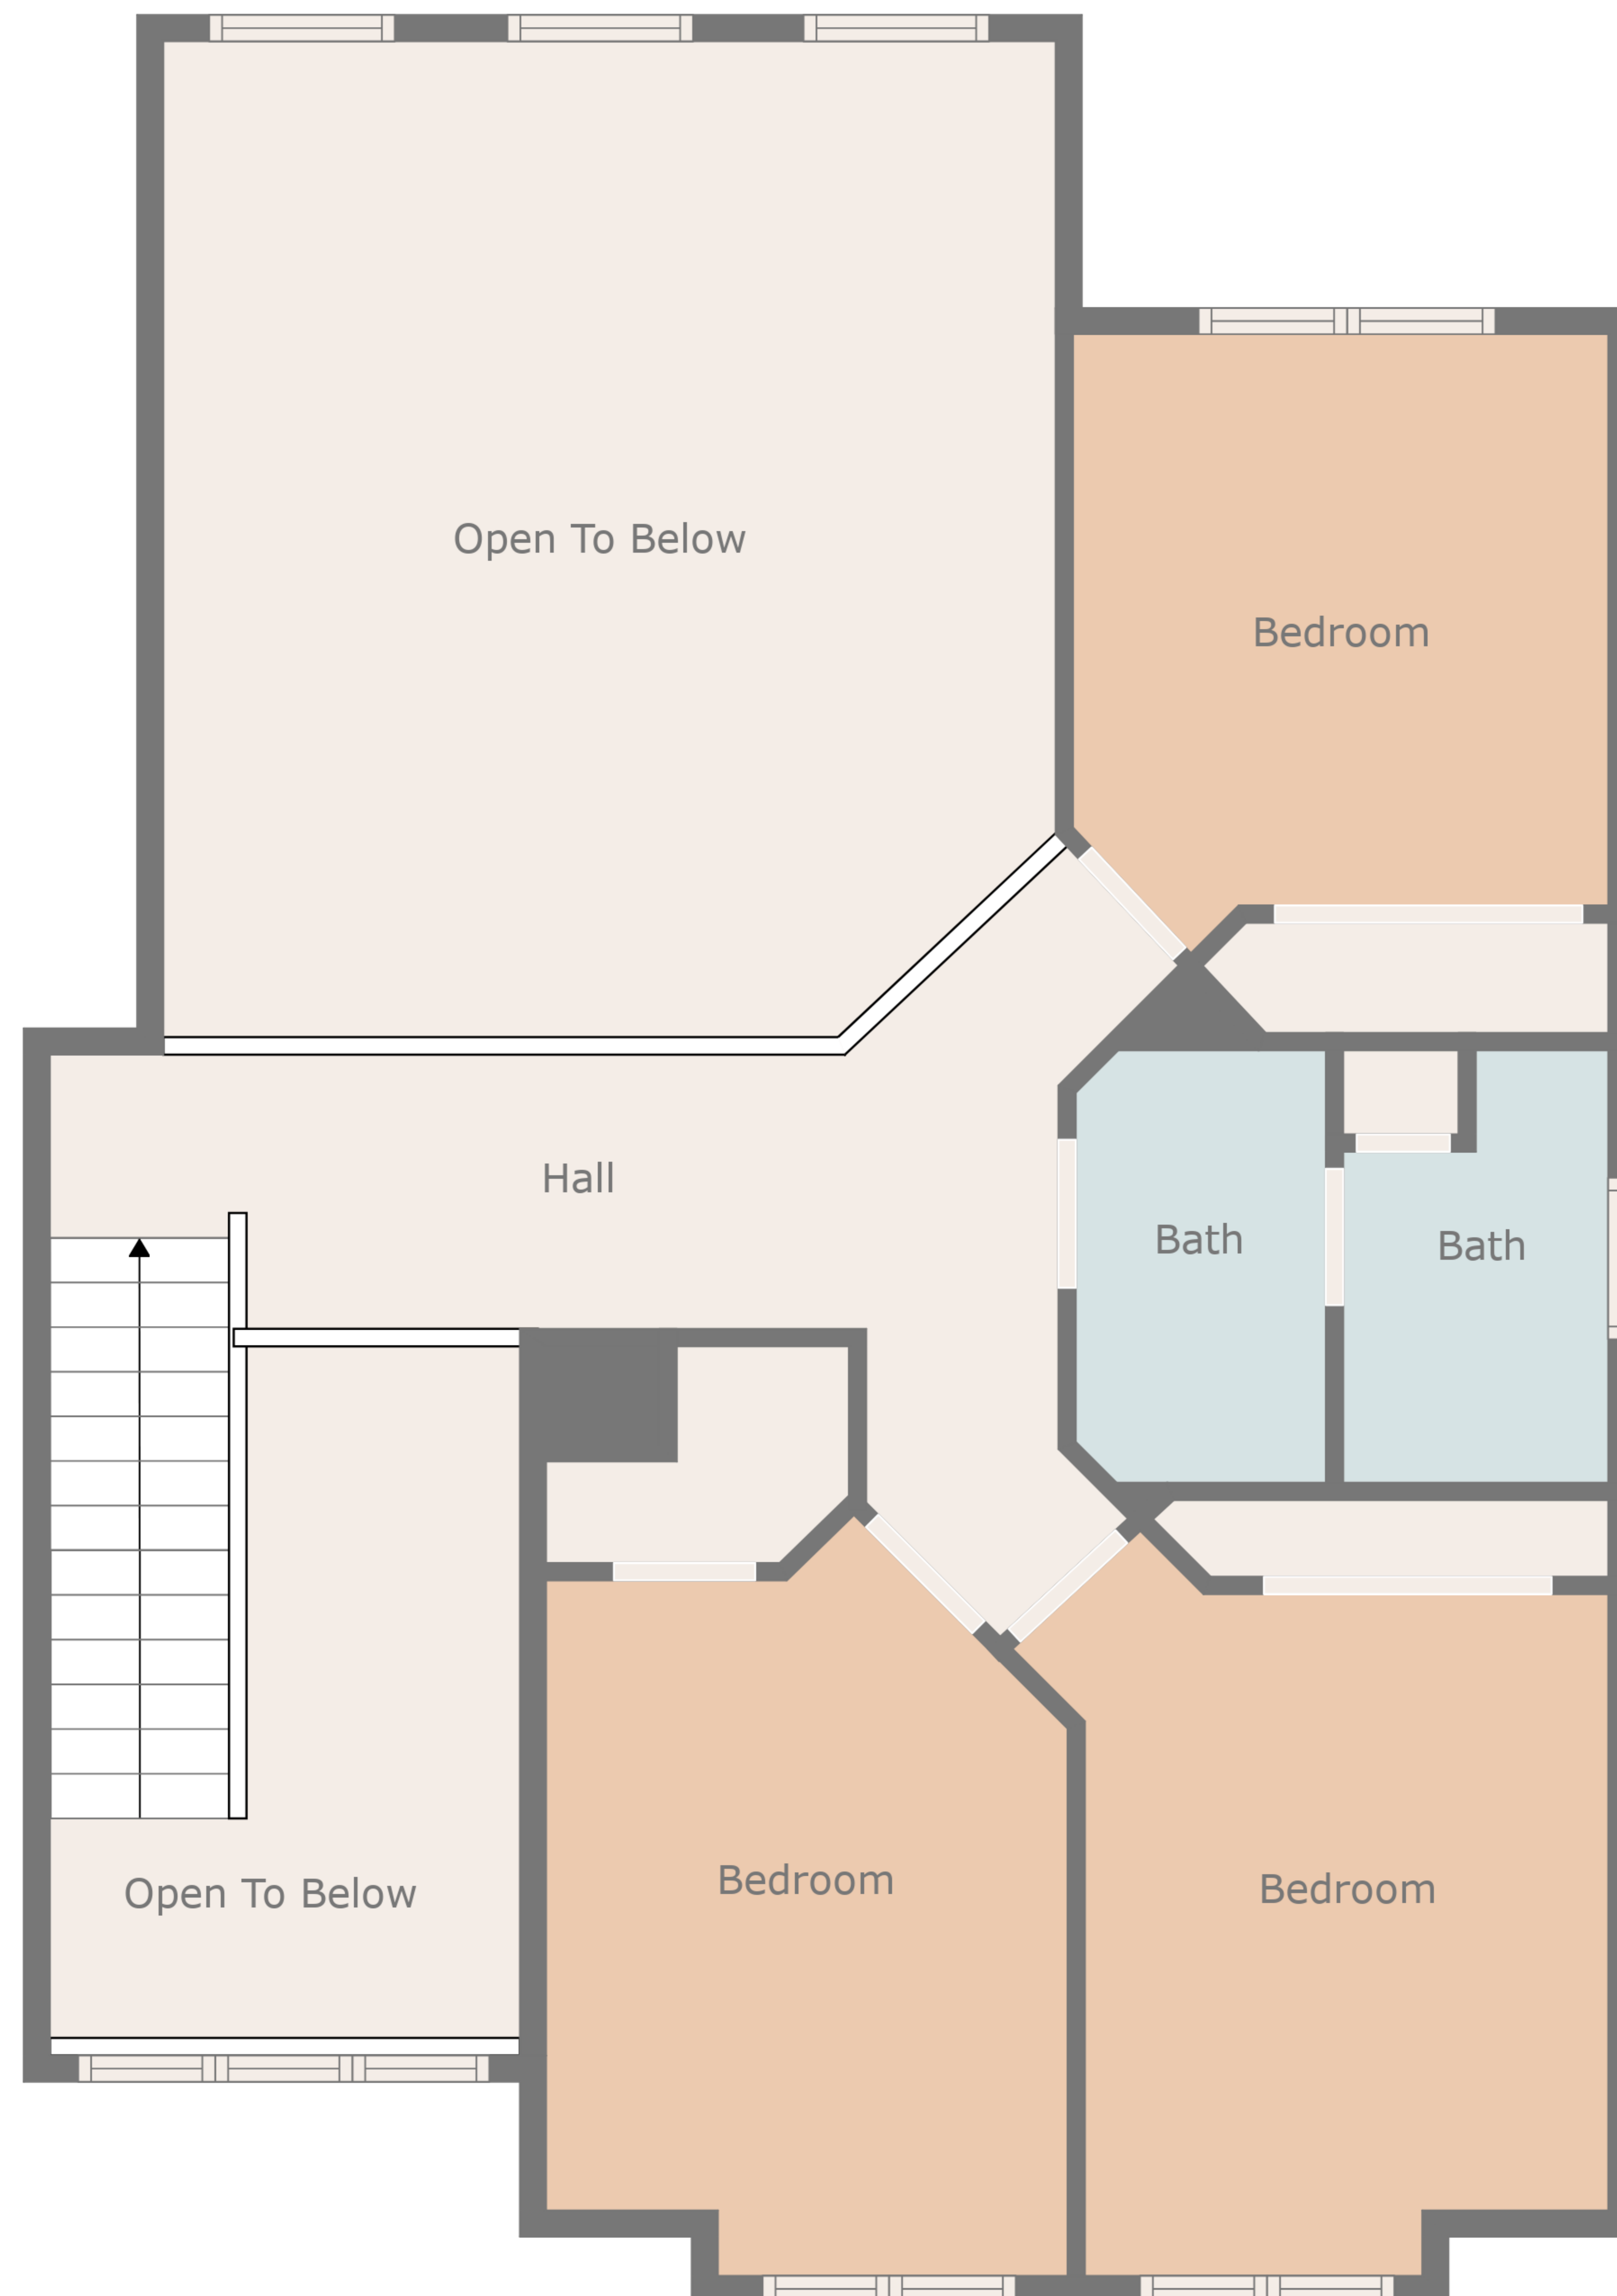 Open To Below
Bedroom
Hall
Bath
Bath
Bedroom
Bedroom
Open To Below